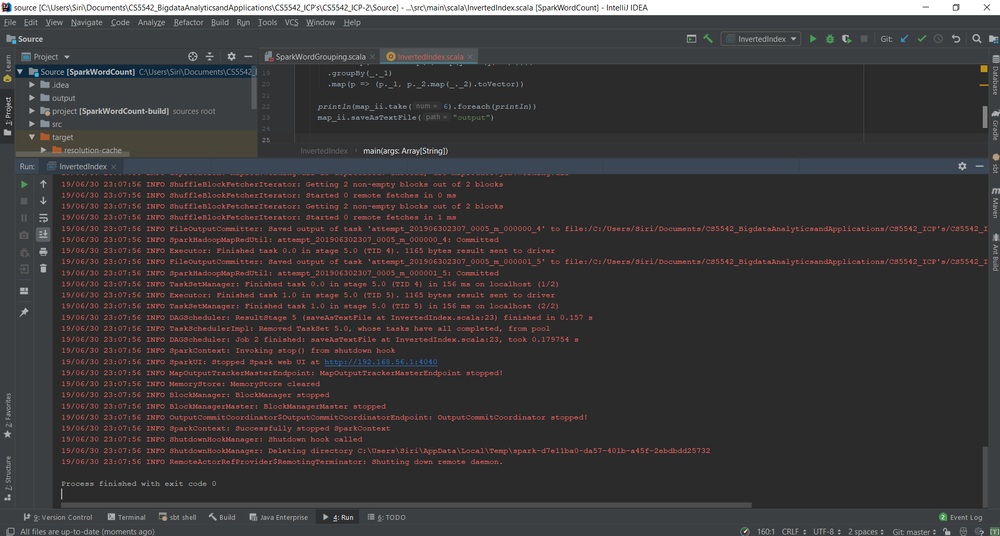 source [C:\Users\Siri\Documents\CS5542_BigdataAnalyticsandApplications\CS5542_ICP's\CS5542_ICP-2\Source] - ...\src\main\scala\InvertedIndex.scala [SparkWordCount] - IntelliJ IDEA
File Edit View Navigate Code Analyze Refactor Build Run Tools VCS Window Help
Source
InvertedIndex
Git:
Project
SparkWordGrouping.scala
InvertedIndex.scala
Learn
1: Project
2: Favorites
7: Structure
Source [SparkWordCount] C:\Users\Siri\Documents\CS5542_
.idea
output
project [SparkWordCount-build] sources root
src
target
resolution-cache
19 .groupBy(_._1)
20 .map(p => (p._1, p._2.map(_._2).toVector))
21
22 println(map_ii.take( num = 6).foreach(println))
23 map_ii.saveAsTextFile( path = "output")
24
25
InvertedIndex › main(args: Array[String])
Database
Gradle
sbt
Maven
Ant Build
Run: InvertedIndex
19/06/30 23:07:56 INFO ShuffleBlockFetcherIterator: Getting 2 non-empty blocks out of 2 blocks
19/06/30 23:07:56 INFO ShuffleBlockFetcherIterator: Started 0 remote fetches in 0 ms
19/06/30 23:07:56 INFO ShuffleBlockFetcherIterator: Getting 2 non-empty blocks out of 2 blocks
19/06/30 23:07:56 INFO ShuffleBlockFetcherIterator: Started 0 remote fetches in 1 ms
19/06/30 23:07:56 INFO FileOutputCommitter: Saved output of task 'attempt_201906302307_0005_m_000000_4' to file:/C:/Users/Siri/Documents/CS5542_BigdataAnalyticsandApplications/CS5542_ICP's/CS5542_I
19/06/30 23:07:56 INFO SparkHadoopMapRedUtil: attempt_201906302307_0005_m_000000_4: Committed
19/06/30 23:07:56 INFO Executor: Finished task 0.0 in stage 5.0 (TID 4). 1165 bytes result sent to driver
19/06/30 23:07:56 INFO FileOutputCommitter: Saved output of task 'attempt_201906302307_0005_m_000001_5' to file:/C:/Users/Siri/Documents/CS5542_BigdataAnalyticsandApplications/CS5542_ICP's/CS5542_I
19/06/30 23:07:56 INFO SparkHadoopMapRedUtil: attempt_201906302307_0005_m_000001_5: Committed
19/06/30 23:07:56 INFO TaskSetManager: Finished task 0.0 in stage 5.0 (TID 4) in 156 ms on localhost (1/2)
19/06/30 23:07:56 INFO Executor: Finished task 1.0 in stage 5.0 (TID 5). 1165 bytes result sent to driver
19/06/30 23:07:56 INFO TaskSetManager: Finished task 1.0 in stage 5.0 (TID 5) in 156 ms on localhost (2/2)
19/06/30 23:07:56 INFO DAGScheduler: ResultStage 5 (saveAsTextFile at InvertedIndex.scala:23) finished in 0.157 s
19/06/30 23:07:56 INFO TaskSchedulerImpl: Removed TaskSet 5.0, whose tasks have all completed, from pool
19/06/30 23:07:56 INFO DAGScheduler: Job 2 finished: saveAsTextFile at InvertedIndex.scala:23, took 0.179754 s
19/06/30 23:07:56 INFO SparkContext: Invoking stop() from shutdown hook
19/06/30 23:07:56 INFO SparkUI: Stopped Spark web UI at http://192.168.56.1:4040
19/06/30 23:07:56 INFO MapOutputTrackerMasterEndpoint: MapOutputTrackerMasterEndpoint stopped!
19/06/30 23:07:56 INFO MemoryStore: MemoryStore cleared
19/06/30 23:07:56 INFO BlockManager: BlockManager stopped
19/06/30 23:07:56 INFO BlockManagerMaster: BlockManagerMaster stopped
19/06/30 23:07:56 INFO OutputCommitCoordinator$OutputCommitCoordinatorEndpoint: OutputCommitCoordinator stopped!
19/06/30 23:07:56 INFO SparkContext: Successfully stopped SparkContext
19/06/30 23:07:56 INFO ShutdownHookManager: Shutdown hook called
19/06/30 23:07:56 INFO ShutdownHookManager: Deleting directory C:\Users\Siri\AppData\Local\Temp\spark-d7e11ba0-da57-401b-a45f-2ebdbdd25732
19/06/30 23:07:56 INFO RemoteActorRefProvider$RemotingTerminator: Shutting down remote daemon.
Process finished with exit code 0
9: Version Control Terminal sbt shell Build Java Enterprise 4: Run 6: TODO 2 Event Log
All files are up-to-date (moments ago) 160:1 CRLF UTF-8 2 spaces Git: master [T]